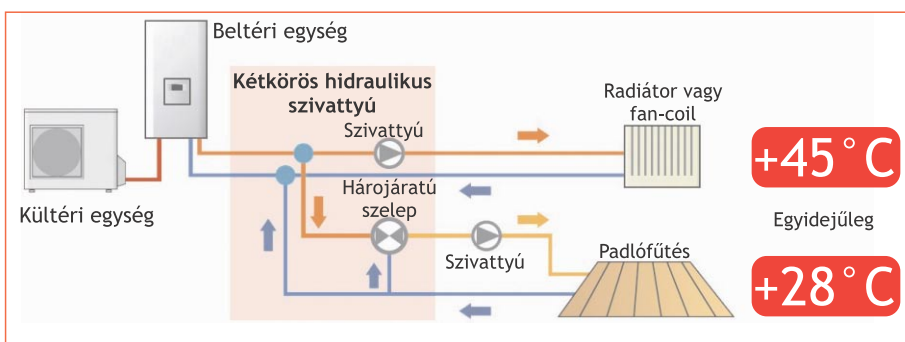 Beltéri egység
Kétkörös hidraulikus
szivattyú
Szivattyú
Radiátor vagy
fan-coil
+45°C
Kültéri egység
Hárojáratú
szelep
Egyidejűleg
Szivattyú
Padlófűtés
+28°C